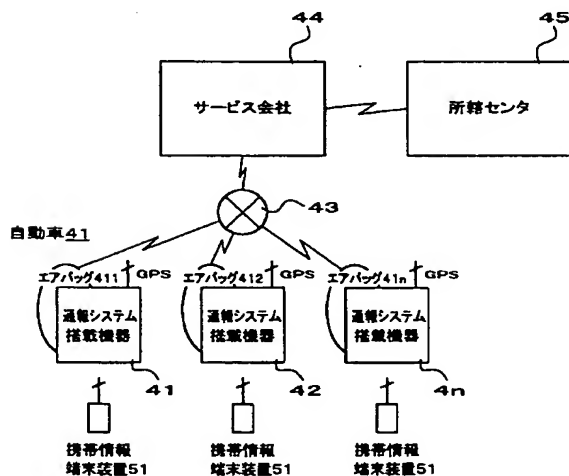 44
45
サービス会社
所轄センタ
43
自動車41
エアバッグ411
GPS
エアバッグ412
GPS
エアバッグ41n
GPS
通報システム
搭載機器
通報システム
搭載機器
通報システム
搭載機器
41
42
4n
携帯情報
端末装置51
携帯情報
端末装置51
携帯情報
端末装置51